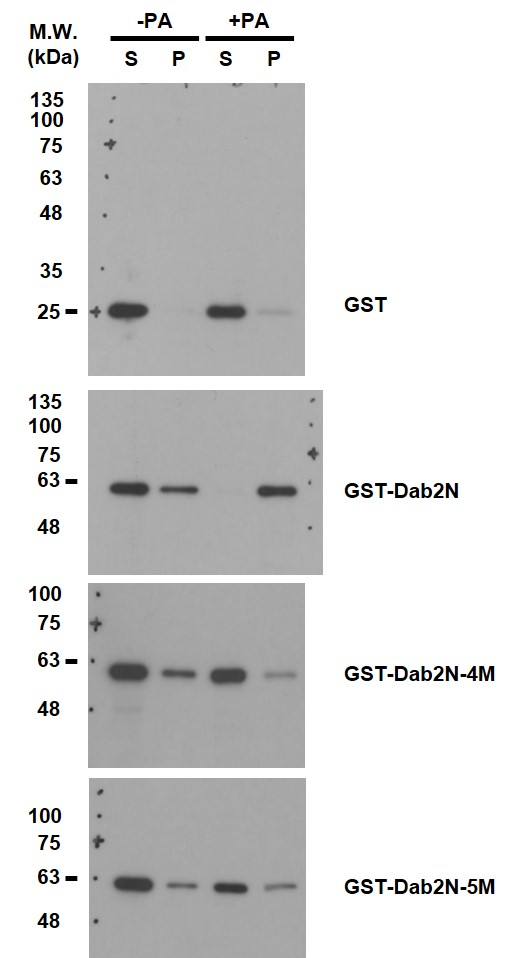 M.W.
(kDa)
-PA +PA
S P S P
135
100
75
63
48
35
25
GST
135
100
75
63
48
GST-Dab2N
100
75
63
48
GST-Dab2N-4M
100
75
63
48
GST-Dab2N-5M